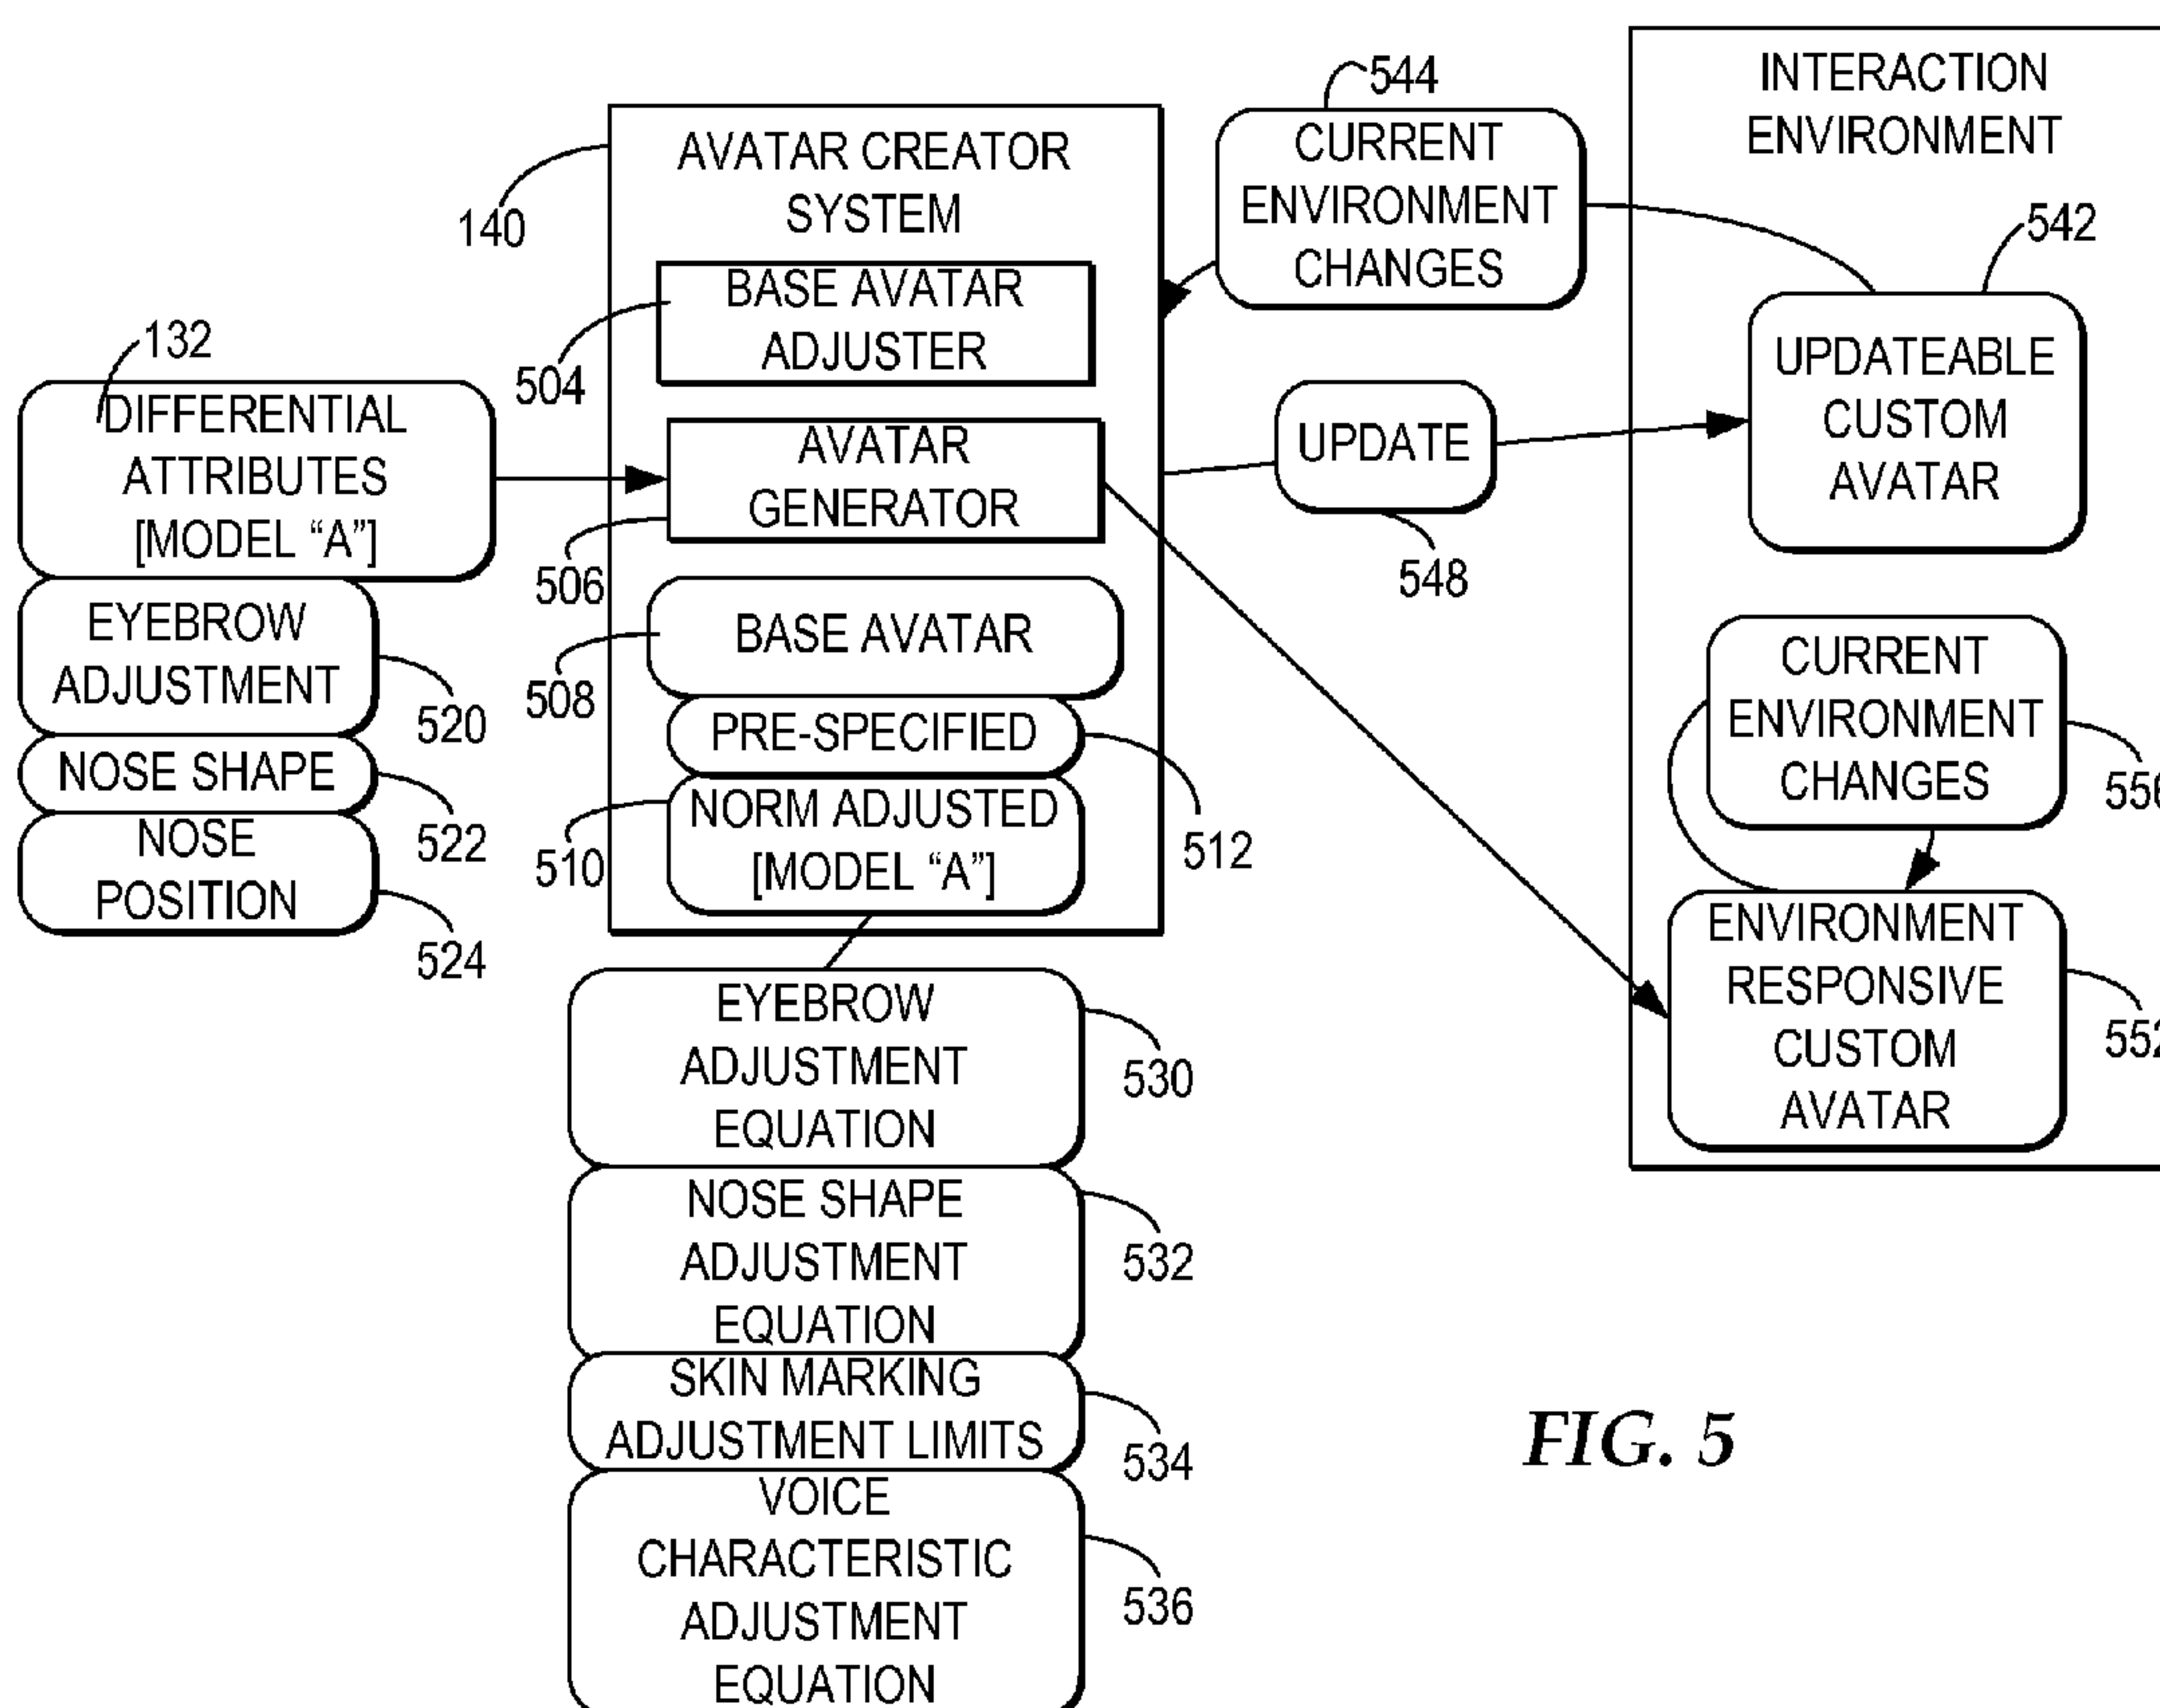 132
DIFFERENTIAL
ATTRIBUTES
[MODEL “A”]
EYEBROW
ADJUSTMENT
520
NOSE SHAPE
522
NOSE
POSITION
524
140
AVATAR CREATOR
SYSTEM
BASE AVATAR
ADJUSTER
504
AVATAR
GENERATOR
506
BASE AVATAR
508
PRE-SPECIFIED
512
NORM ADJUSTED
[MODEL “A”]
510
EYEBROW
ADJUSTMENT
EQUATION
530
NOSE SHAPE
ADJUSTMENT
EQUATION
532
SKIN MARKING
ADJUSTMENT LIMITS
534
VOICE
CHARACTERISTIC
ADJUSTMENT
EQUATION
536
544
CURRENT
ENVIRONMENT
CHANGES
UPDATE
548
INTERACTION
ENVIRONMENT
542
UPDATEABLE
CUSTOM
AVATAR
CURRENT
ENVIRONMENT
CHANGES
ENVIRONMENT
RESPONSIVE
CUSTOM
AVATAR
FIG. 5